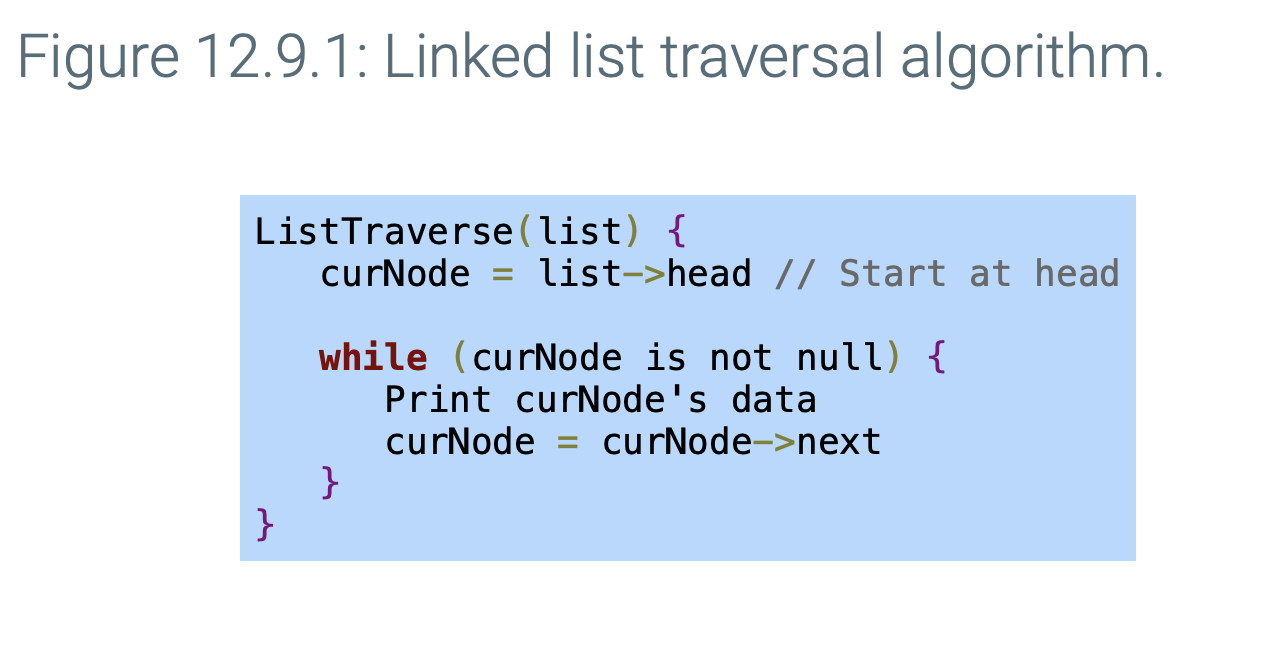 Figure 12.9.1: Linked list traversal algorithm.
ListTraverse(list) {
   curNode = list->head // Start at head
   while (curNode is not null) {
      Print curNode's data
      curNode = curNode->next
   }
}